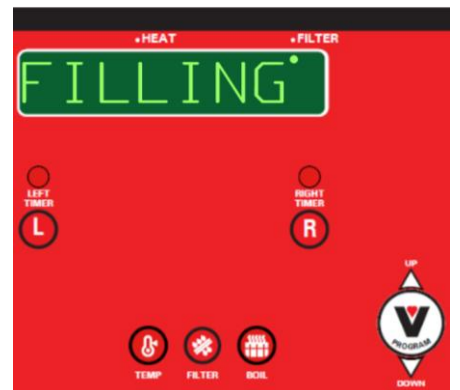 •HEAT •FILTER
FILLING
LEFT TIMER
RIGHT TIMER
L
R
UP
V
PROGRAM
DOWN
TEMP
FILTER
BOIL